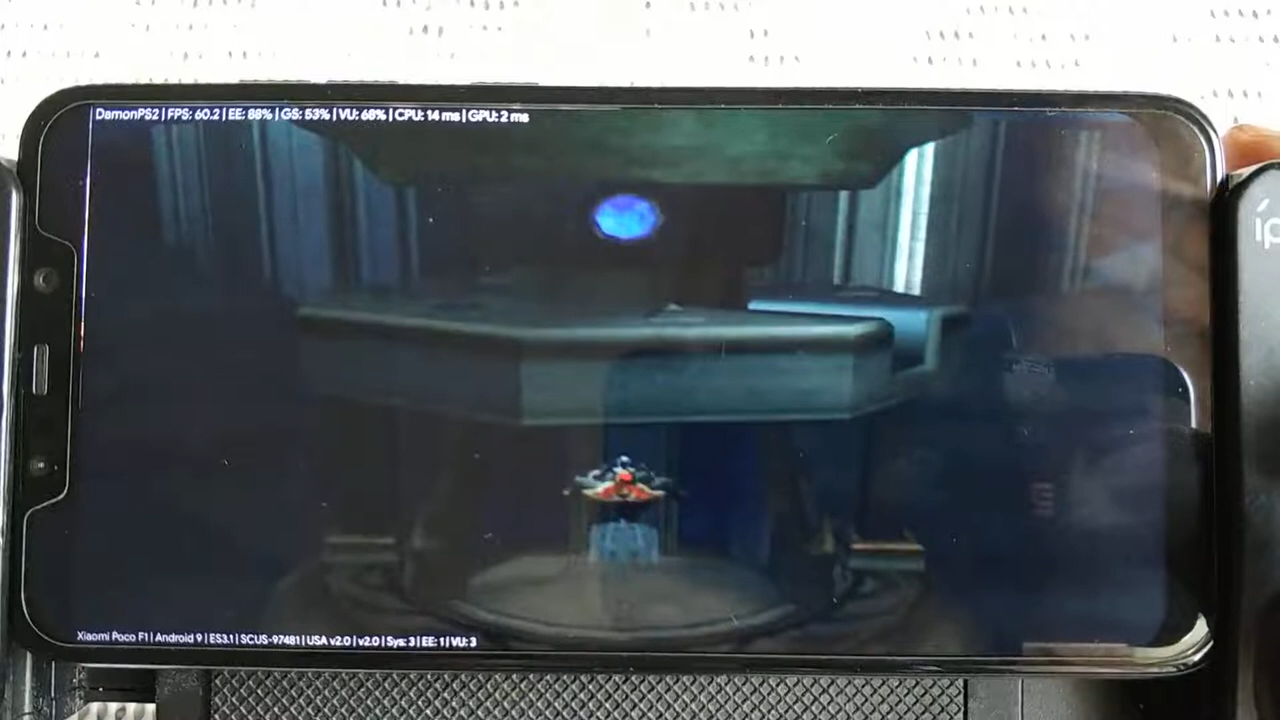 DamonPS2 | FPS: 60.2 | EE: 88% | GS: 53% | VU: 68% | CPU: 14 ms | GPU: 2 ms
Xiaomi Poco F1 | Android 9 | ES3.1 | SCUS-97481 | USA v2.0 | v2.0 | Sys: 3 | EE: 1 | VU: 3